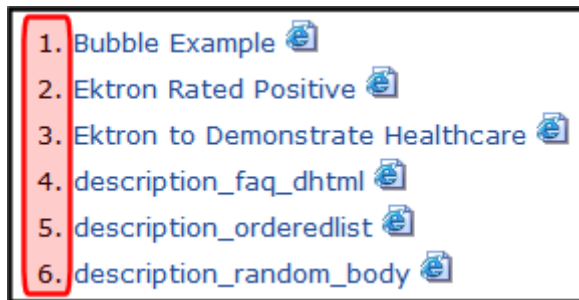 1. Bubble Example
2. Ektron Rated Positive
3. Ektron to Demonstrate Healthcare
4. description_faq_dhtml
5. description_orderedlist
6. description_random_body